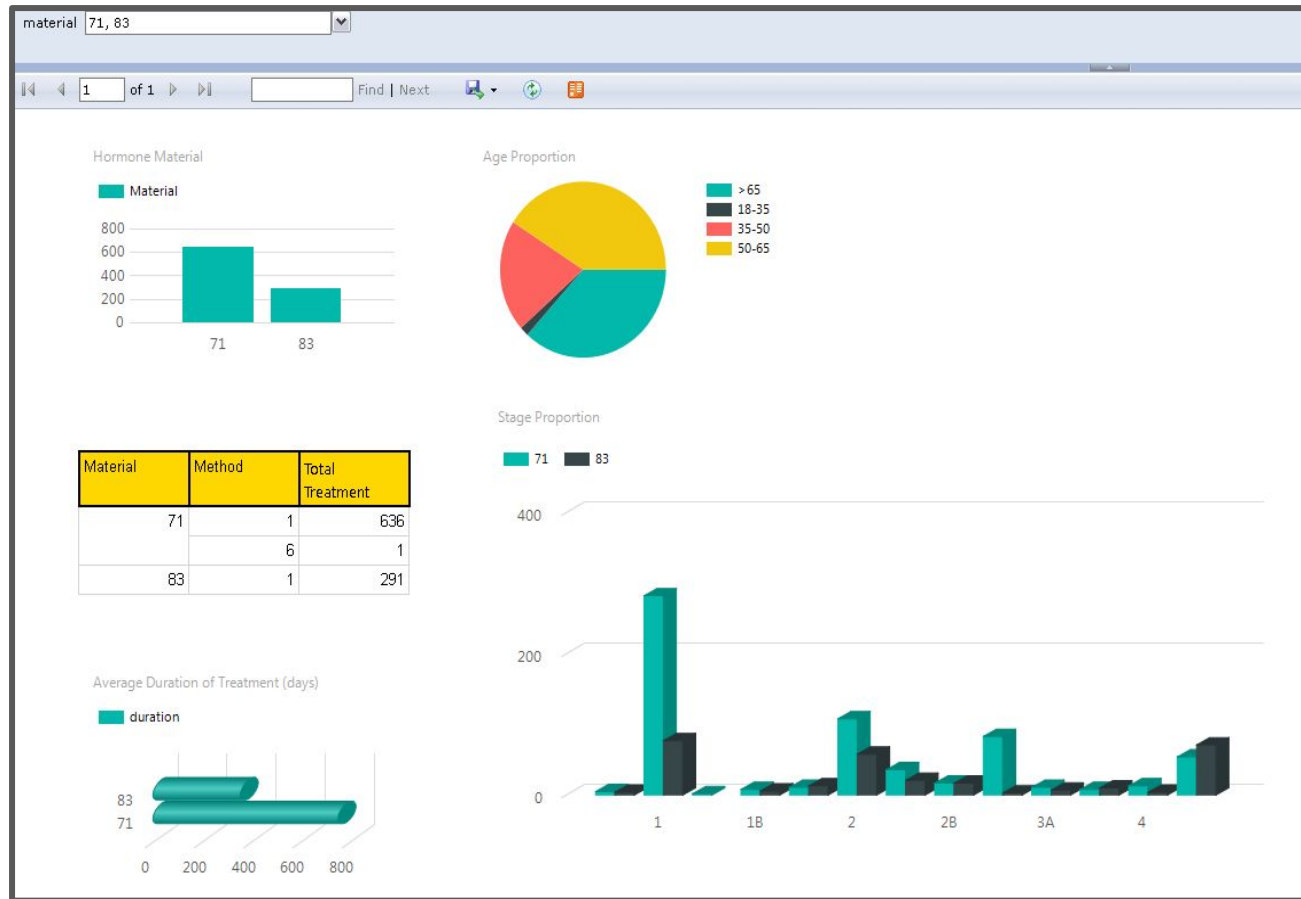 material 71, 83
1 of 1 Find | Next
Hormone Material
Material
800
600
400
200
0
71 83
Age Proportion
>65
18-35
35-50
50-65
Material Method Total Treatment
71 1 636
6 1
83 1 291
Stage Proportion
71 83
400
200
0
1 1B 2 2B 3A 4
Average Duration of Treatment (days)
duration
83
71
0 200 400 600 800